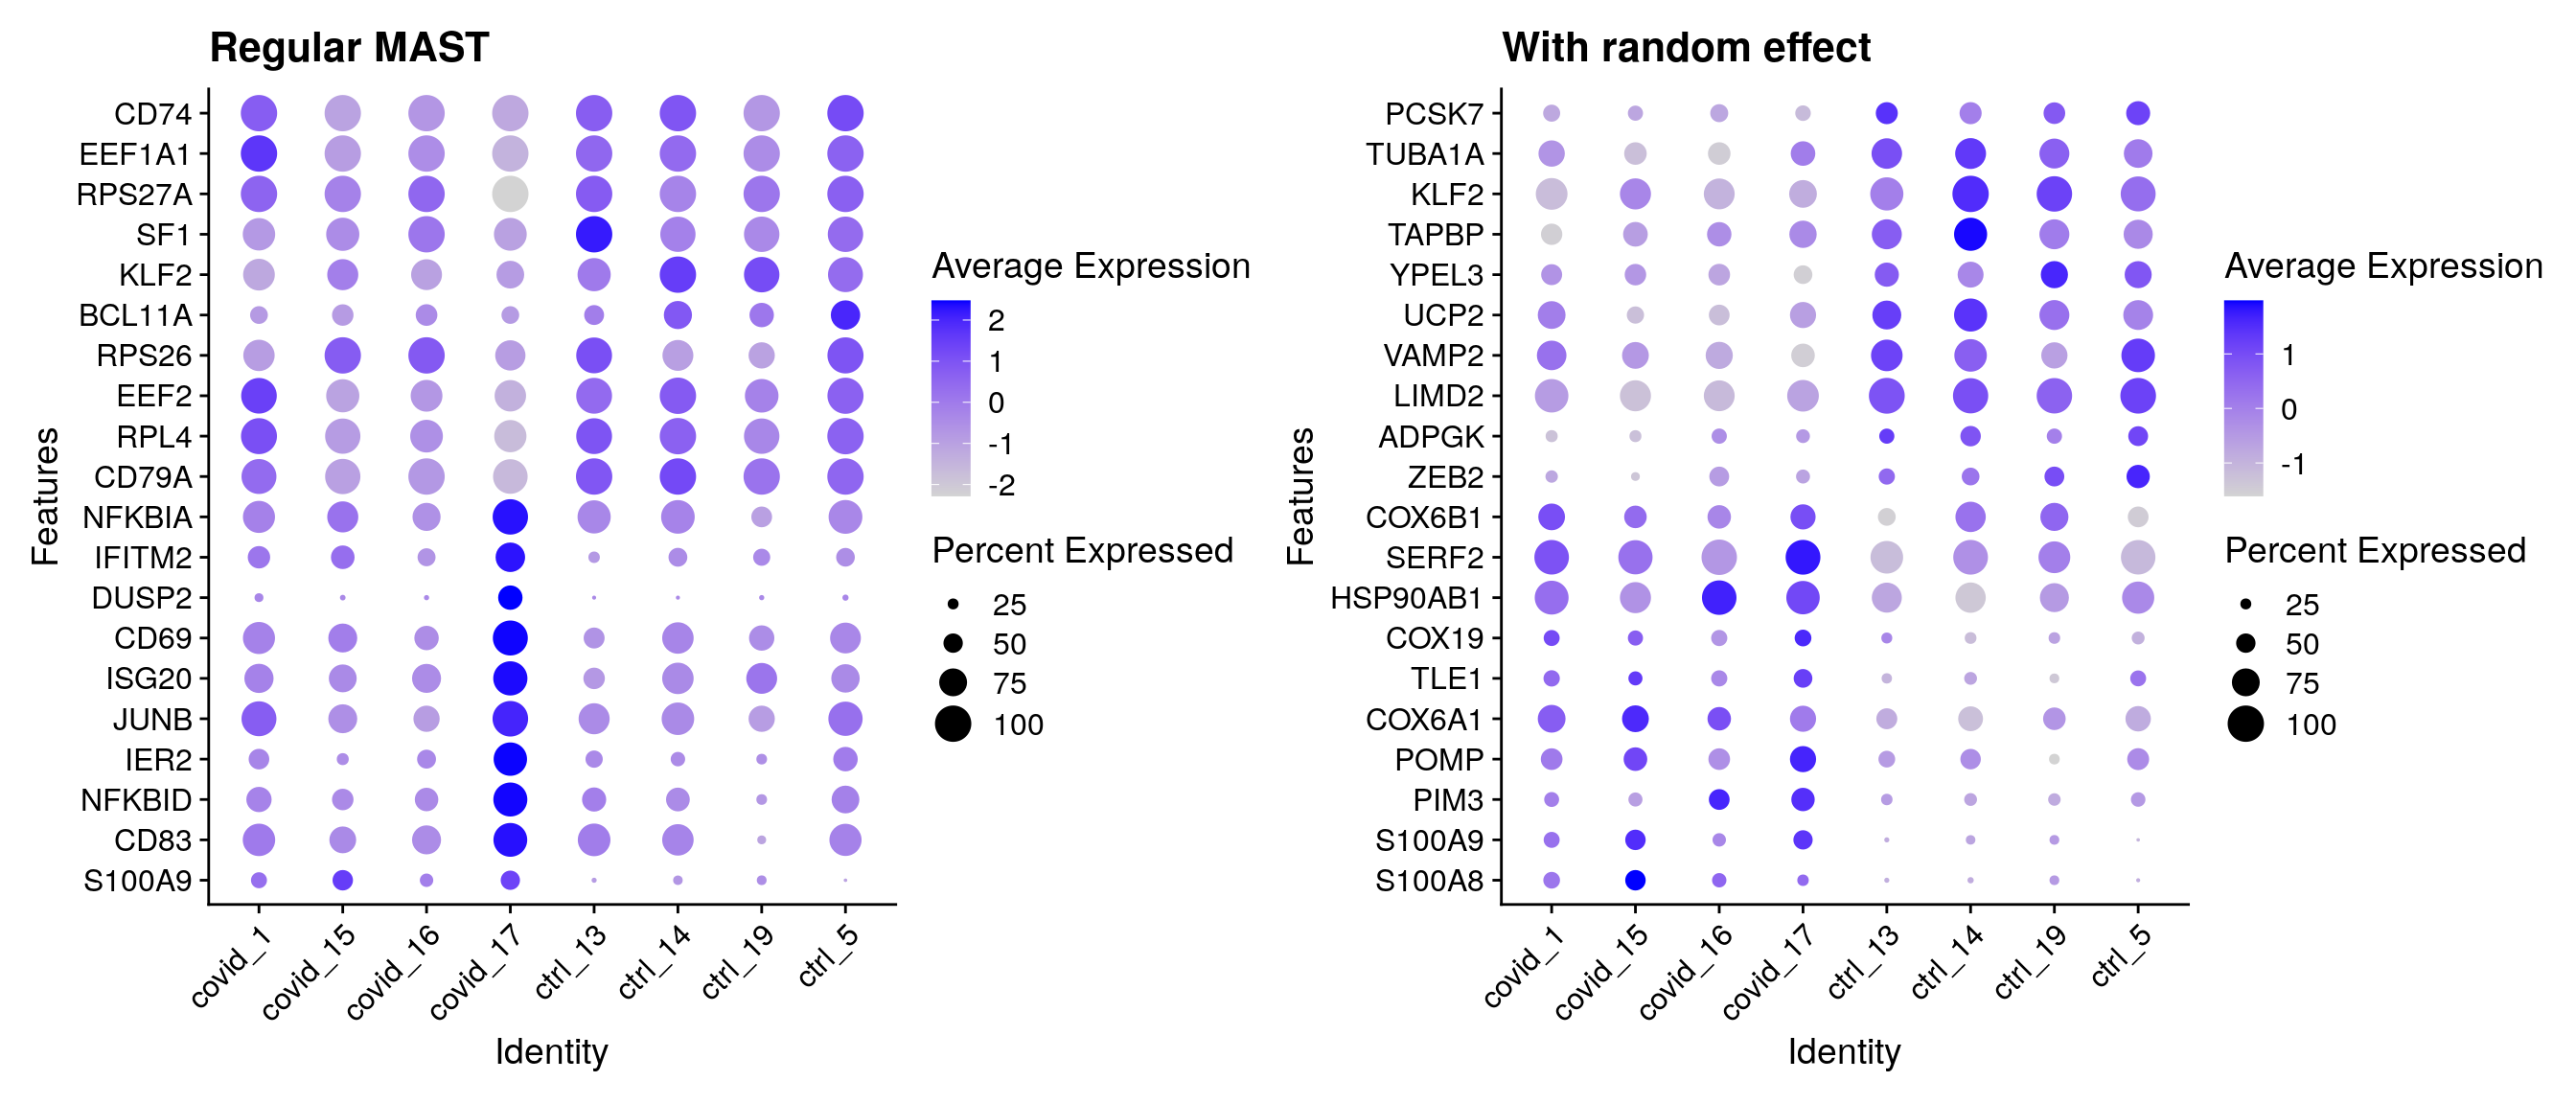 Regular MAST
CD74
EEF1A1
RPS27A
SF1
KLF2
BCL11A
RPS26
EEF2
RPL4
CD79A
NFKBIA
IFITM2
DUSP2
CD69
ISG20
JUNB
IER2
NFKBID
CD83
S100A9
Features
covid_1
covid_15
covid_16
covid_17
ctrl_13
ctrl_14
ctrl_19
ctrl_5
Identity
Average Expression
2
1
0
-1
-2
Percent Expressed
25
50
75
100
With random effect
PCSK7
TUBA1A
KLF2
TAPBP
YPEL3
UCP2
VAMP2
LIMD2
ADPGK
ZEB2
COX6B1
SERF2
HSP90AB1
COX19
TLE1
COX6A1
POMP
PIM3
S100A9
S100A8
Features
covid_1
covid_15
covid_16
covid_17
ctrl_13
ctrl_14
ctrl_19
ctrl_5
Identity
Average Expression
1
0
-1
Percent Expressed
25
50
75
100